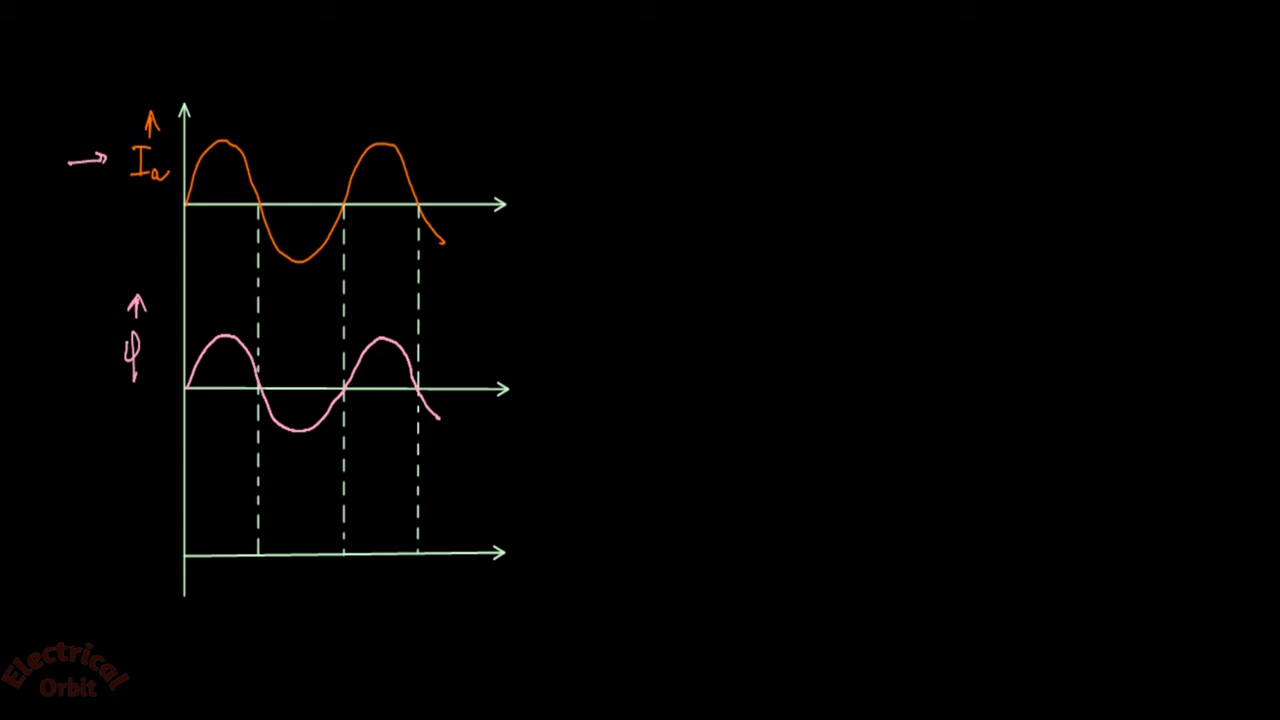 Iₐ
φ
Electrical
Orbit